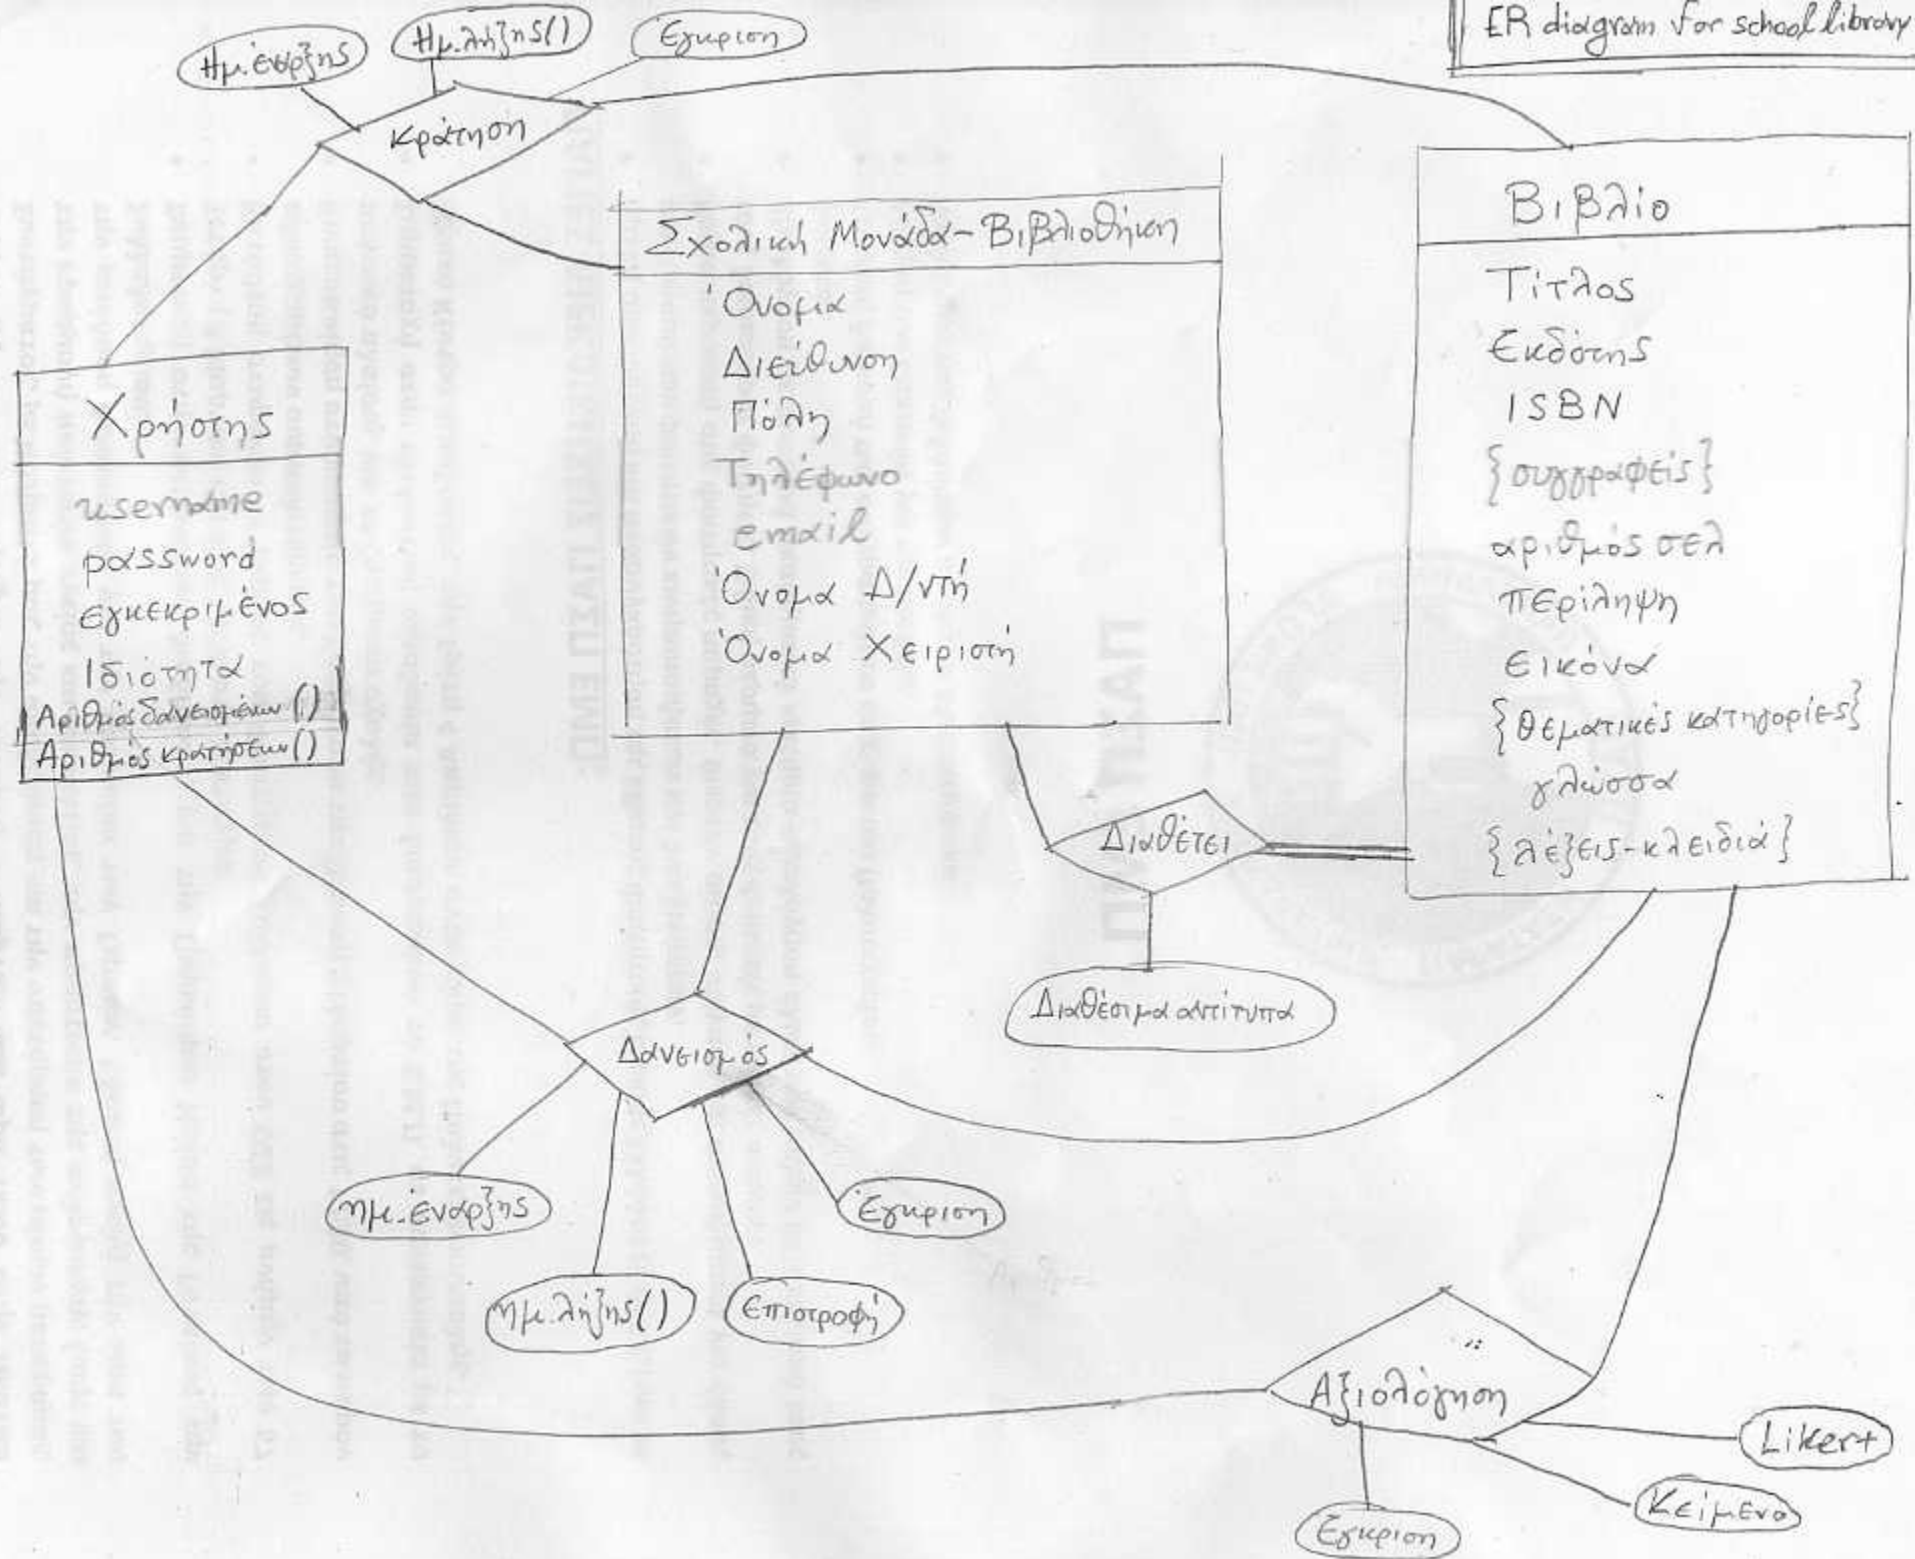 ER diagram for school library
Ημ. έναρξης
Ημ. λήξης()
Έγκριση
Κράτηση
Σχολική Μονάδα-Βιβλιοθήκη
Όνομα
Διεύθυνση
Πόλη
Τηλέφωνο
email
Όνομα Δ/ντή
Όνομα Χειριστή
Βιβλίο
Τίτλος
Εκδότης
ISBN
{συγγραφείς}
αριθμός σελ
περίληψη
εικόνα
{θεματικές κατηγορίες}
γλώσσα
{λέξεις-κλειδιά}
Χρήστης
username
password
εγκεκριμένος
Ιδιότητα
Αριθμός δανεισμένων()
Αριθμός κρατήσεων()
Διαθέτει
Διαθέσιμα αντίτυπα
Δανεισμός
ημ. έναρξης
ημ. λήξης()
Επιστροφή
Έγκριση
Αξιολόγηση
Likert
Κείμενο
Εγκριση